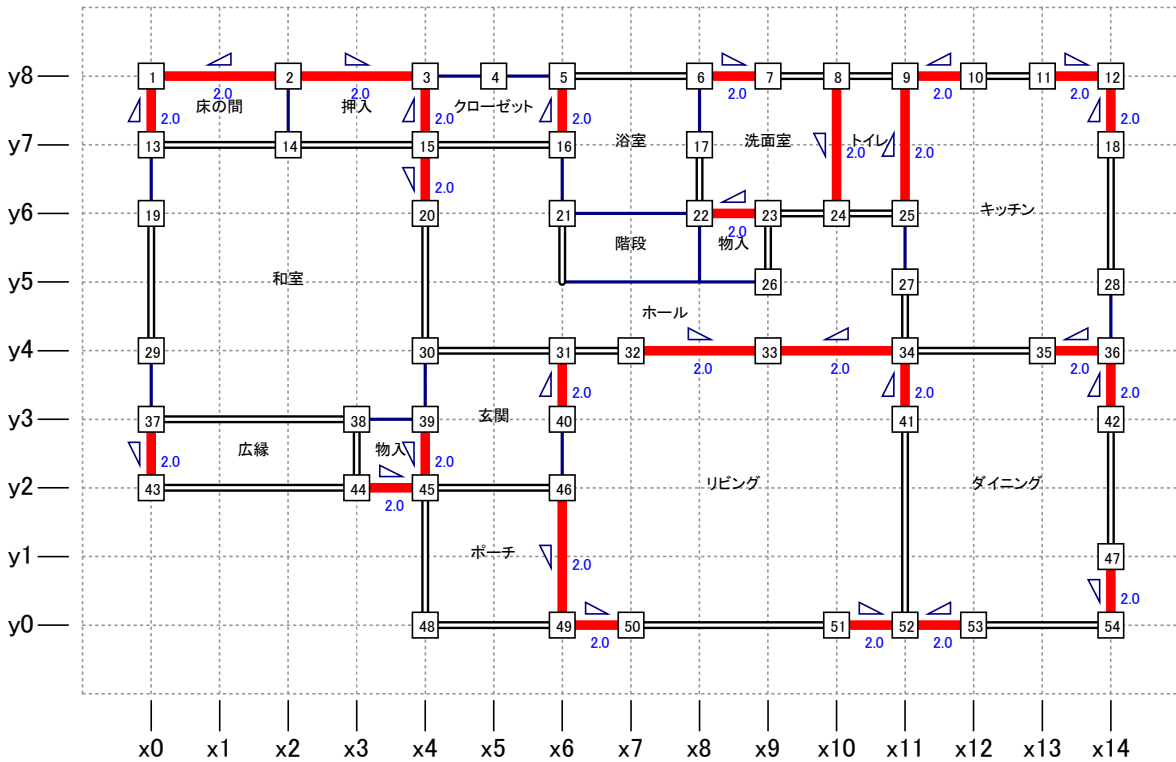 y8 1 2 3 4 5 6 7 8 9 10 11 12
2.0 2.0 2.0 2.0 2.0
床の間 押入 クローゼット
2.0 2.0 2.0 2.0
y7 13 14 15 16 浴室 17 洗面室 トイレ 18
2.0 2.0
2.0
y6 19 20 21 22 23 24 25 キッチン
2.0
階段 物入
和室
y5 26 27 28
ホール
y4 29 30 31 32 33 34 35 36
2.0 2.0 2.0
2.0 2.0 2.0
玄関
y3 37 38 39 40 41 42
広縁 物入
2.0 2.0
y2 43 44 45 46 リビング ダイニング
2.0
y1 ポーチ 47
2.0
2.0
y0 48 49 50 51 52 53 54
2.0 2.0 2.0
x0 x1 x2 x3 x4 x5 x6 x7 x8 x9 x10 x11 x12 x13 x14